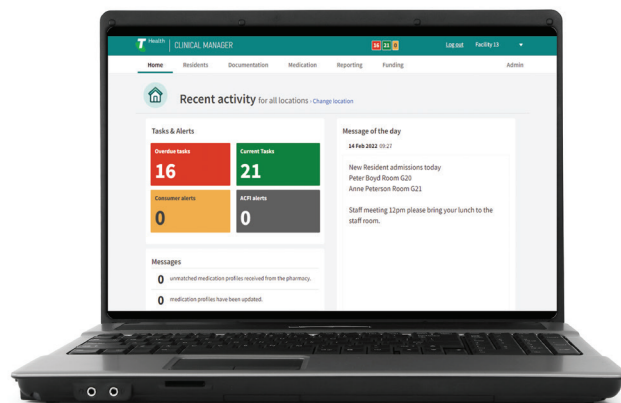 T Health CLINICAL MANAGER 16 21 0 Log out Facility 13
Home Residents Documentation Medication Reporting Funding Admin
Recent activity for all locations - Change location
Tasks & Alerts
Overdue tasks
16
Current Tasks
21
Consumer alerts
0
ACFI alerts
0
Messages
0 unmatched medication profiles received from the pharmacy.
0 medication profiles have been updated.
Message of the day
14 Feb 2022 09:27
New Resident admissions today
Peter Boyd Room G20
Anne Peterson Room G21
Staff meeting 12pm please bring your lunch to the
staff room.